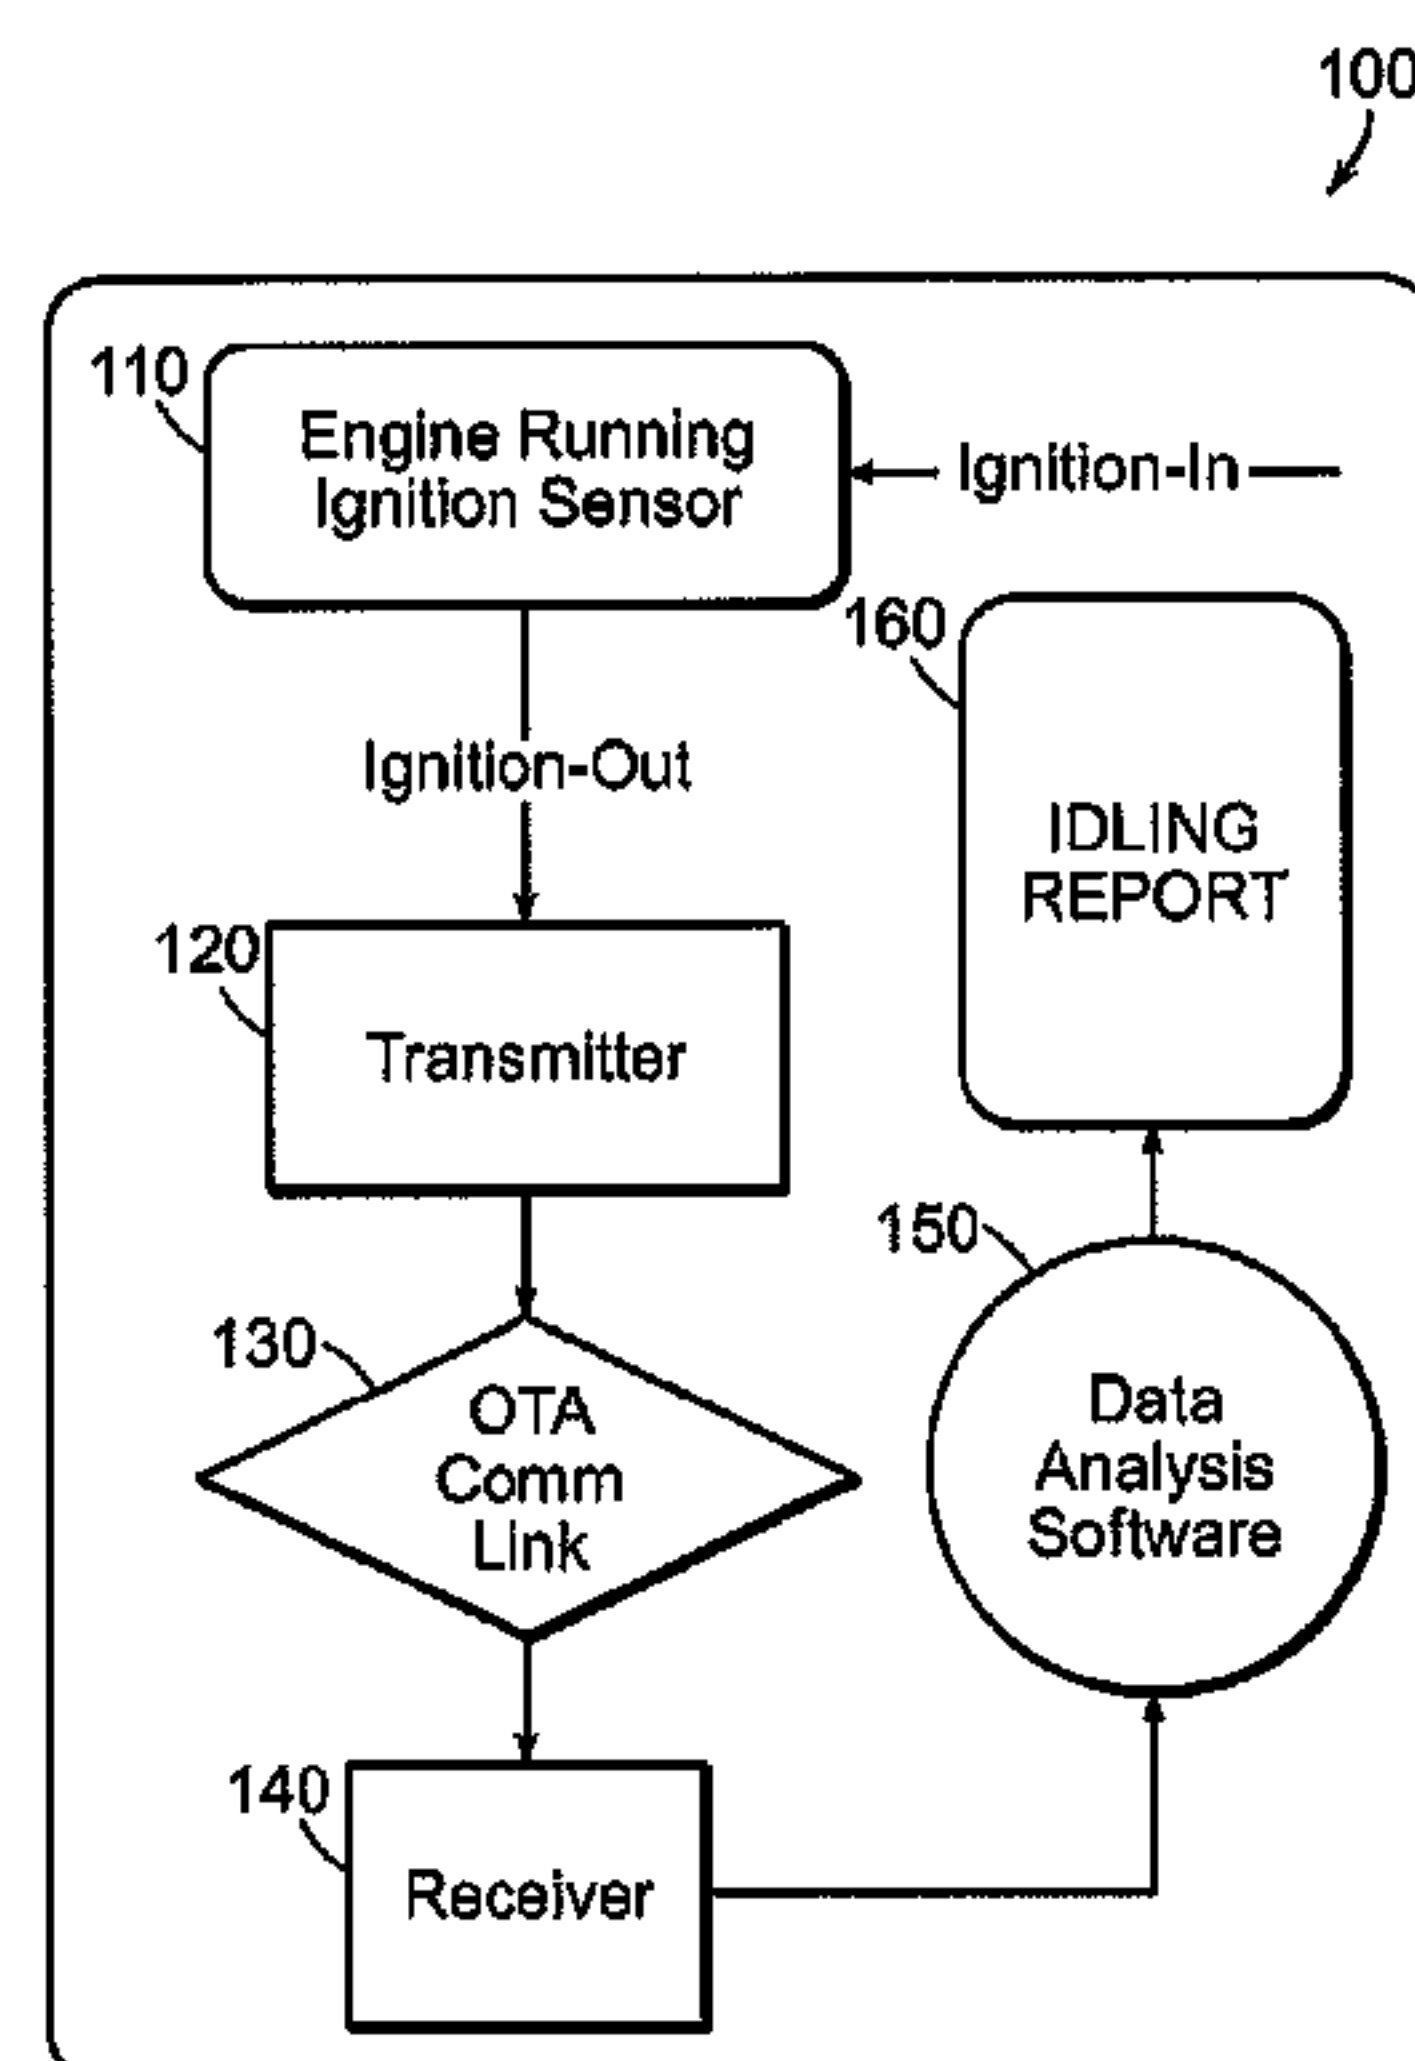 100
110
Engine Running
Ignition Sensor
Ignition-In
160
Ignition-Out
IDLING
REPORT
120
Transmitter
150
130
OTA
Comm
Link
Data
Analysis
Software
140
Receiver